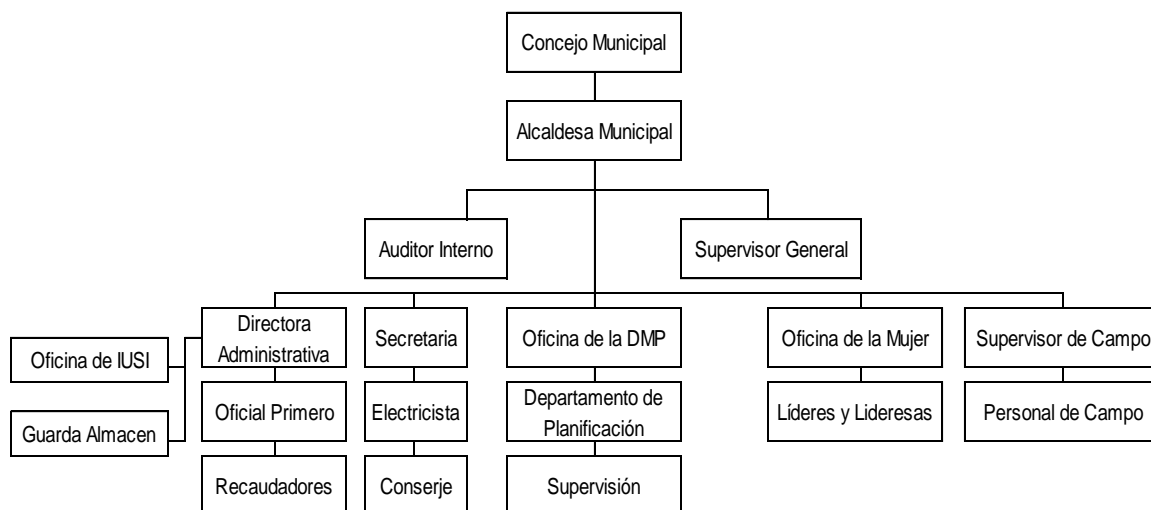 Concejo Municipal
Alcaldesa Municipal
Auditor Interno
Supervisor General
Directora
Administrativa
Secretaria
Oficina de la DMP
Oficina de la Mujer
Supervisor de Campo
Oficina de IUSI
Guarda Almacen
Oficial Primero
Electricista
Departamento de
Planificación
Líderes y Lideresas
Personal de Campo
Recaudadores
Conserje
Supervisión